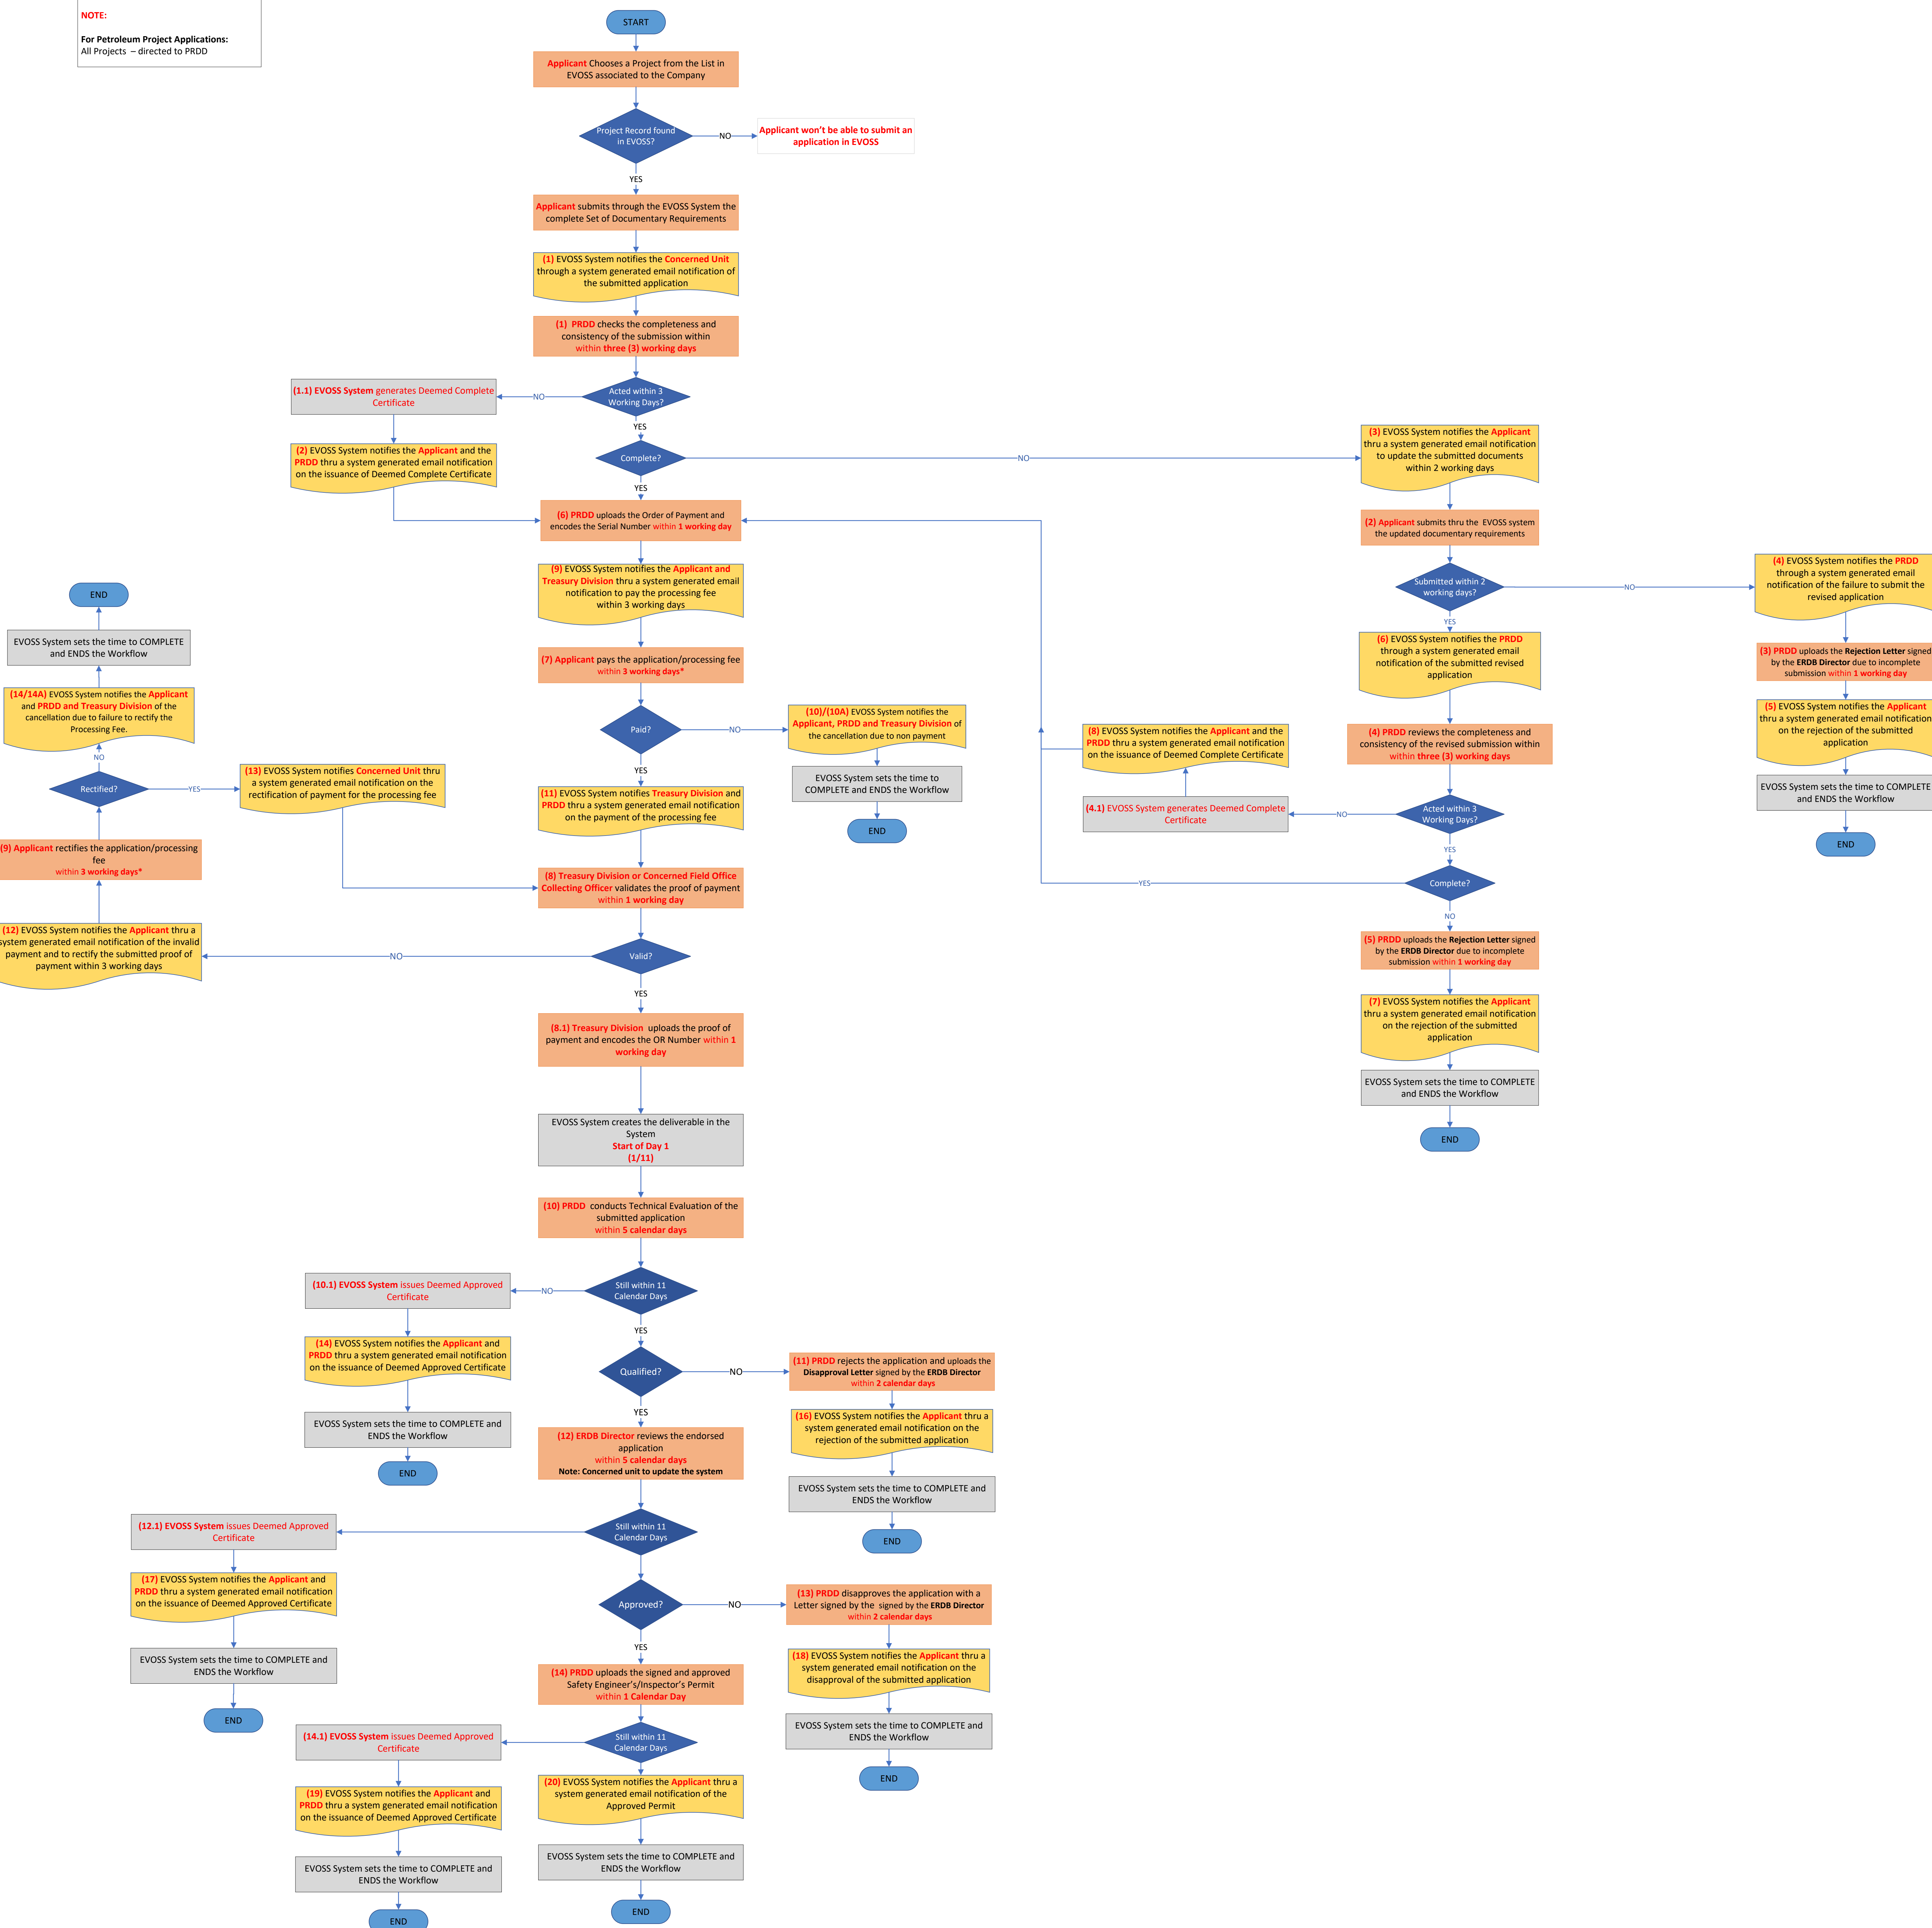 NOTE:
For Petroleum Project Applications:
All Projects – directed to PRDD
START
Applicant Chooses a Project from the List in
EVOSS associated to the Company
Project Record found
in EVOSS?
NO
Applicant won't be able to submit an
application in EVOSS
YES
Applicant submits through the EVOSS System the
complete Set of Documentary Requirements
(1) EVOSS System notifies the Concerned Unit
through a system generated email notification of
the submitted application
(1) PRDD checks the completeness and
consistency of the submission within
within three (3) working days
Acted within 3
Working Days?
NO
(1.1) EVOSS System generates Deemed Complete
Certificate
(2) EVOSS System notifies the Applicant and the
PRDD thru a system generated email notification
on the issuance of Deemed Complete Certificate
YES
Complete?
NO
YES
(3) EVOSS System notifies the Applicant
thru a system generated email notification
to update the submitted documents
within 2 working days
(2) Applicant submits thru the EVOSS system
the updated documentary requirements
Submitted within 2
working days?
NO
(4) EVOSS System notifies the PRDD
through a system generated email
notification of the failure to submit the
revised application
(3) PRDD uploads the Rejection Letter signed
by the ERDB Director due to incomplete
submission within 1 working day
(5) EVOSS System notifies the Applicant
thru a system generated email notification
on the rejection of the submitted
application
EVOSS System sets the time to COMPLETE
and ENDS the Workflow
END
YES
(6) EVOSS System notifies the PRDD
through a system generated email
notification of the submitted revised
application
(4) PRDD reviews the completeness and
consistency of the revised submission within
within three (3) working days
Acted within 3
Working Days?
NO
(4.1) EVOSS System generates Deemed Complete
Certificate
(8) EVOSS System notifies the Applicant and the
PRDD thru a system generated email notification
on the issuance of Deemed Complete Certificate
YES
Complete?
YES
NO
(5) PRDD uploads the Rejection Letter signed
by the ERDB Director due to incomplete
submission within 1 working day
(7) EVOSS System notifies the Applicant
thru a system generated email notification
on the rejection of the submitted
application
EVOSS System sets the time to COMPLETE
and ENDS the Workflow
END
(6) PRDD uploads the Order of Payment and
encodes the Serial Number within 1 working day
(9) EVOSS System notifies the Applicant and
Treasury Division thru a system generated email
notification to pay the processing fee
within 3 working days
(7) Applicant pays the application/processing fee
within 3 working days*
Paid?
NO
(10)/(10A) EVOSS System notifies the
Applicant, PRDD and Treasury Division of
the cancellation due to non payment
EVOSS System sets the time to
COMPLETE and ENDS the Workflow
END
YES
(11) EVOSS System notifies Treasury Division and
PRDD thru a system generated email notification
on the payment of the processing fee
(8) Treasury Division or Concerned Field Office
Collecting Officer validates the proof of payment
within 1 working day
Valid?
NO
(12) EVOSS System notifies the Applicant thru a
system generated email notification of the invalid
payment and to rectify the submitted proof of
payment within 3 working days
(9) Applicant rectifies the application/processing
fee
within 3 working days*
Rectified?
YES
(13) EVOSS System notifies Concerned Unit thru
a system generated email notification on the
rectification of payment for the processing fee
NO
(14/14A) EVOSS System notifies the Applicant
and PRDD and Treasury Division of the
cancellation due to failure to rectify the
Processing Fee.
EVOSS System sets the time to COMPLETE
and ENDS the Workflow
END
YES
(8.1) Treasury Division uploads the proof of
payment and encodes the OR Number within 1
working day
EVOSS System creates the deliverable in the
System
Start of Day 1
(1/11)
(10) PRDD conducts Technical Evaluation of the
submitted application
within 5 calendar days
Still within 11
Calendar Days
NO
(10.1) EVOSS System issues Deemed Approved
Certificate
(14) EVOSS System notifies the Applicant and
PRDD thru a system generated email notification
on the issuance of Deemed Approved Certificate
EVOSS System sets the time to COMPLETE and
ENDS the Workflow
END
YES
Qualified?
NO
(11) PRDD rejects the application and uploads the
Disapproval Letter signed by the ERDB Director
within 2 calendar days
(16) EVOSS System notifies the Applicant thru a
system generated email notification on the
rejection of the submitted application
EVOSS System sets the time to COMPLETE and
ENDS the Workflow
END
YES
(12) ERDB Director reviews the endorsed
application
within 5 calendar days
Note: Concerned unit to update the system
Still within 11
Calendar Days
(12.1) EVOSS System issues Deemed Approved
Certificate
(17) EVOSS System notifies the Applicant and
PRDD thru a system generated email notification
on the issuance of Deemed Approved Certificate
EVOSS System sets the time to COMPLETE and
ENDS the Workflow
END
Approved?
NO
(13) PRDD disapproves the application with a
Letter signed by the signed by the ERDB Director
within 2 calendar days
(18) EVOSS System notifies the Applicant thru a
system generated email notification on the
disapproval of the submitted application
EVOSS System sets the time to COMPLETE and
ENDS the Workflow
END
YES
(14) PRDD uploads the signed and approved
Safety Engineer's/Inspector's Permit
within 1 Calendar Day
Still within 11
Calendar Days
(14.1) EVOSS System issues Deemed Approved
Certificate
(19) EVOSS System notifies the Applicant and
PRDD thru a system generated email notification
on the issuance of Deemed Approved Certificate
EVOSS System sets the time to COMPLETE and
ENDS the Workflow
END
(20) EVOSS System notifies the Applicant thru a
system generated email notification of the
Approved Permit
EVOSS System sets the time to COMPLETE and
ENDS the Workflow
END